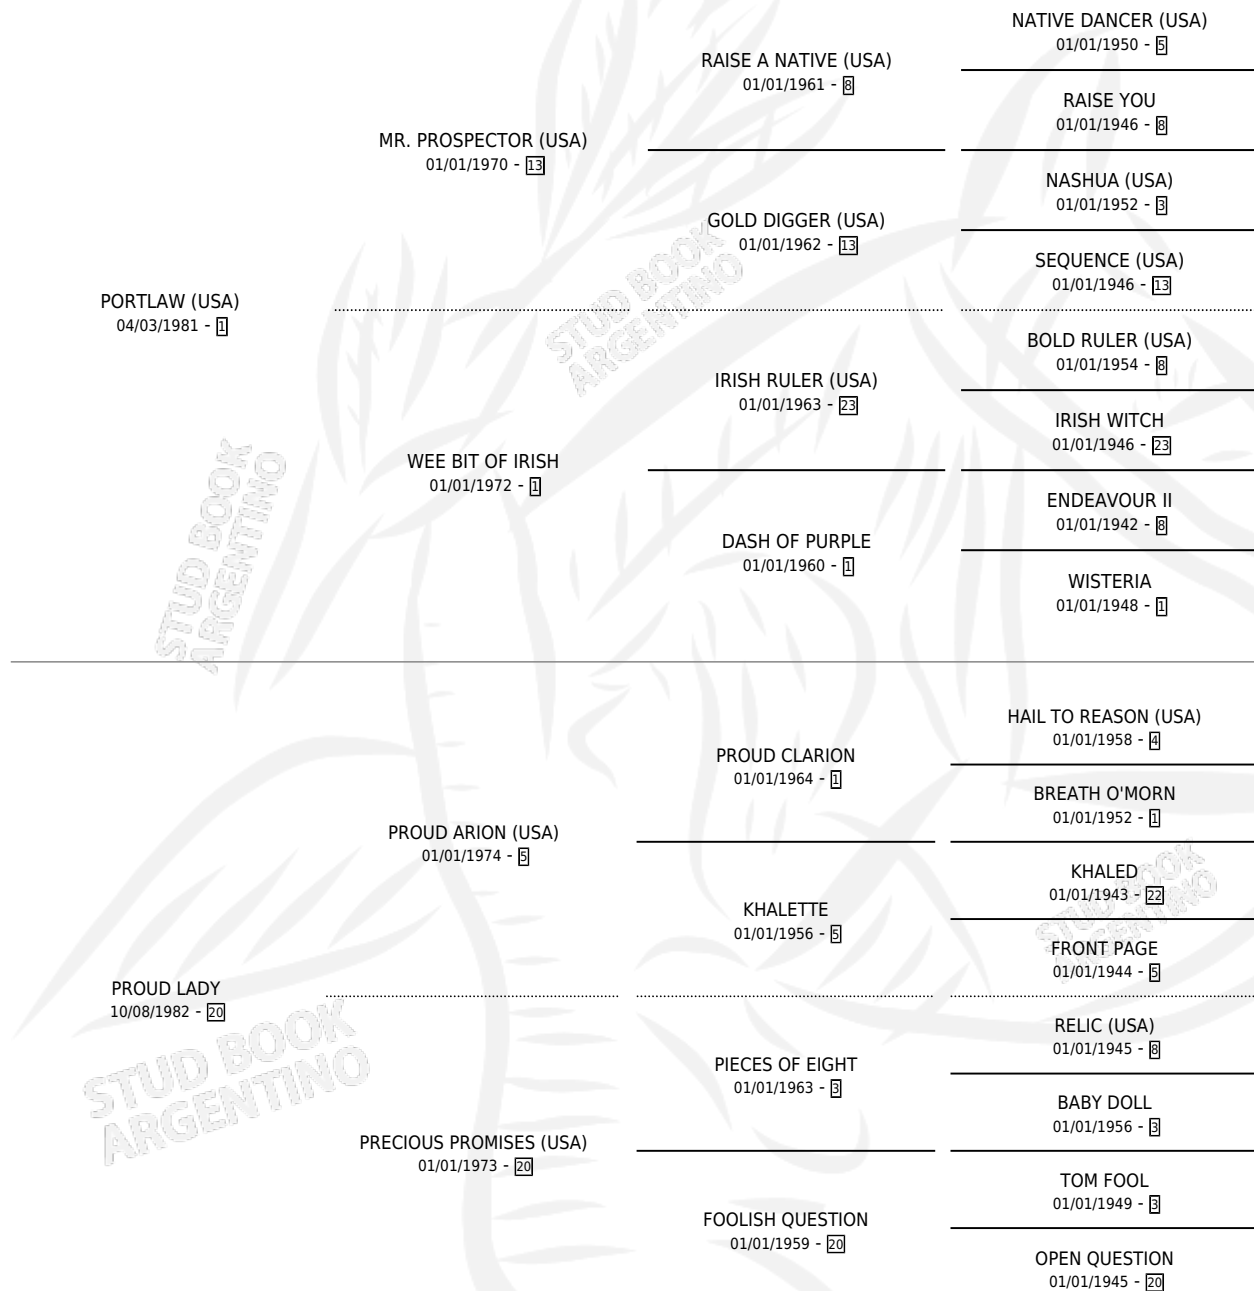 NATIVE DANCER (USA)
01/01/1950 - 5
RAISE A NATIVE (USA)
01/01/1961 - 8
RAISE YOU
01/01/1946 - 8
MR. PROSPECTOR (USA)
01/01/1970 - 13
NASHUA (USA)
01/01/1952 - 3
GOLD DIGGER (USA)
01/01/1962 - 13
SEQUENCE (USA)
01/01/1946 - 13
PORTLAW (USA)
04/03/1981 - 1
BOLD RULER (USA)
01/01/1954 - 8
IRISH RULER (USA)
01/01/1963 - 23
IRISH WITCH
01/01/1946 - 23
WEE BIT OF IRISH
01/01/1972 - 1
ENDEAVOUR II
01/01/1942 - 8
DASH OF PURPLE
01/01/1960 - 1
WISTERIA
01/01/1948 - 1
HAIL TO REASON (USA)
01/01/1958 - 4
PROUD CLARION
01/01/1964 - 1
BREATH O'MORN
01/01/1952 - 1
PROUD ARION (USA)
01/01/1974 - 5
KHALED
01/01/1943 - 22
KHALETTE
01/01/1956 - 5
FRONT PAGE
01/01/1944 - 5
PROUD LADY
10/08/1982 - 20
RELIC (USA)
01/01/1945 - 8
PIECES OF EIGHT
01/01/1963 - 3
BABY DOLL
01/01/1956 - 3
PRECIOUS PROMISES (USA)
01/01/1973 - 20
TOM FOOL
01/01/1949 - 3
FOOLISH QUESTION
01/01/1959 - 20
OPEN QUESTION
01/01/1945 - 20
STUD BOOK
ARGENTINO
STUD BOOK
ARGENTINO
STUD BOOK
ARGENTINO
STUD BOOK
ARGENTINO